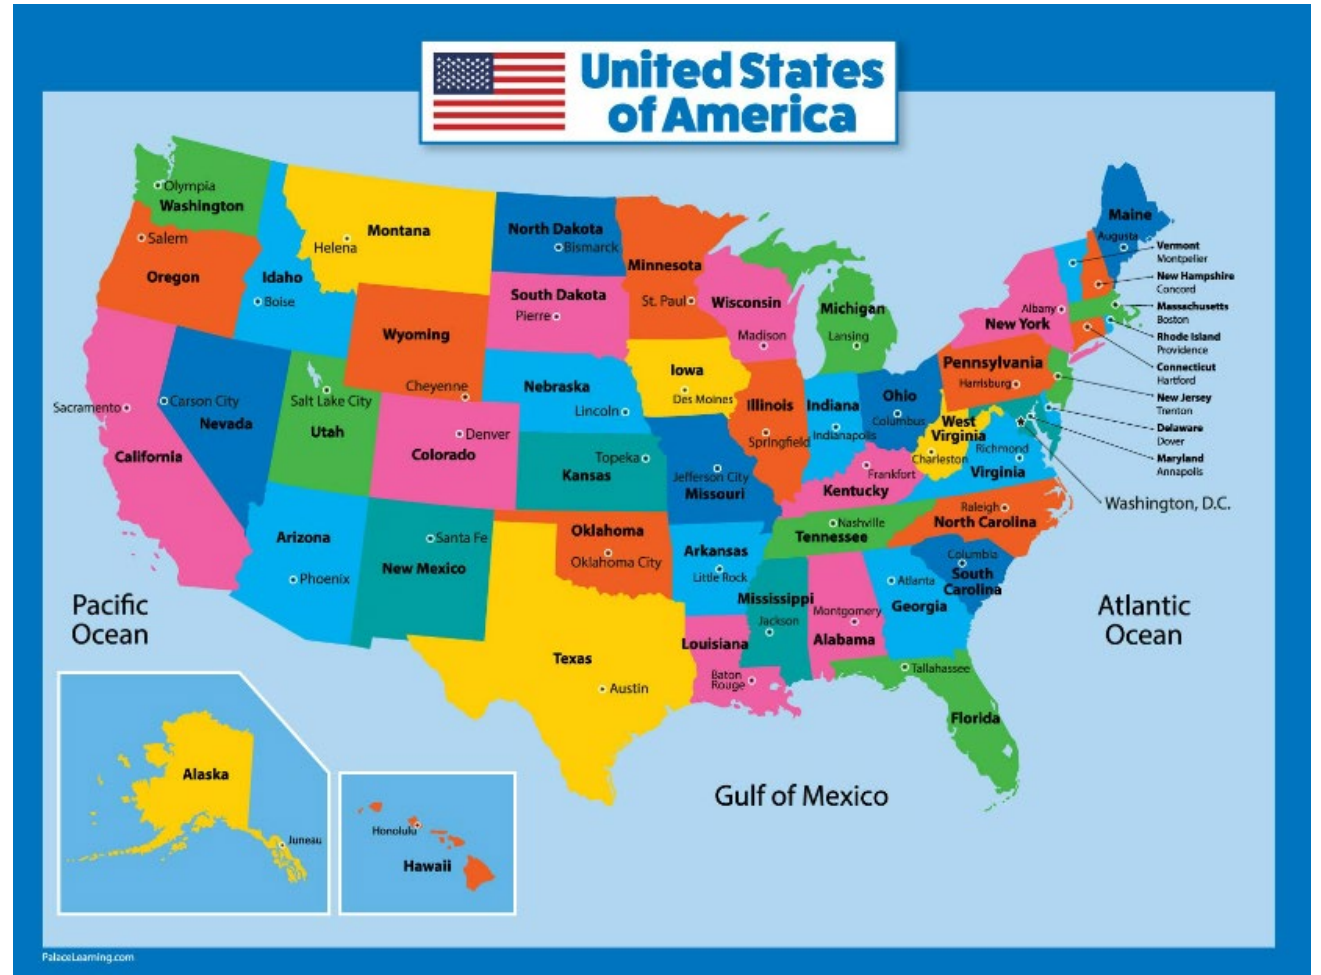 United States
of America
Olympia
Washington
Salem
Oregon
Idaho
Boise
Montana
Helena
North Dakota
Bismarck
Minnesota
St. Paul
South Dakota
Pierre
Wisconsin
Madison
Michigan
Lansing
Maine
Augusta
Vermont
Montpelier
New Hampshire
Concord
Massachusetts
Boston
Rhode Island
Providence
Connecticut
Hartford
New Jersey
Trenton
Delaware
Dover
Maryland
Annapolis
Washington, D.C.
Albany
New York
Pennsylvania
Harrisburg
Wyoming
Cheyenne
Nebraska
Lincoln
Iowa
Des Moines
Illinois
Springfield
Indiana
Indianapolis
Ohio
Columbus
West
Virginia
Charleston
Richmond
Virginia
Sacramento
California
Carson City
Nevada
Salt Lake City
Utah
Denver
Colorado
Topeka
Kansas
Jefferson City
Missouri
Frankfort
Kentucky
Nashville
Tennessee
Raleigh
North Carolina
Columbia
South
Carolina
Arizona
Phoenix
Santa Fe
New Mexico
Oklahoma
Oklahoma City
Arkansas
Little Rock
Mississippi
Jackson
Montgomery
Alabama
Atlanta
Georgia
Texas
Austin
Louisiana
Baton
Rouge
Tallahassee
Florida
Pacific
Ocean
Atlantic
Ocean
Gulf of Mexico
Alaska
Juneau
Honolulu
Hawaii
PalaceLearning.com